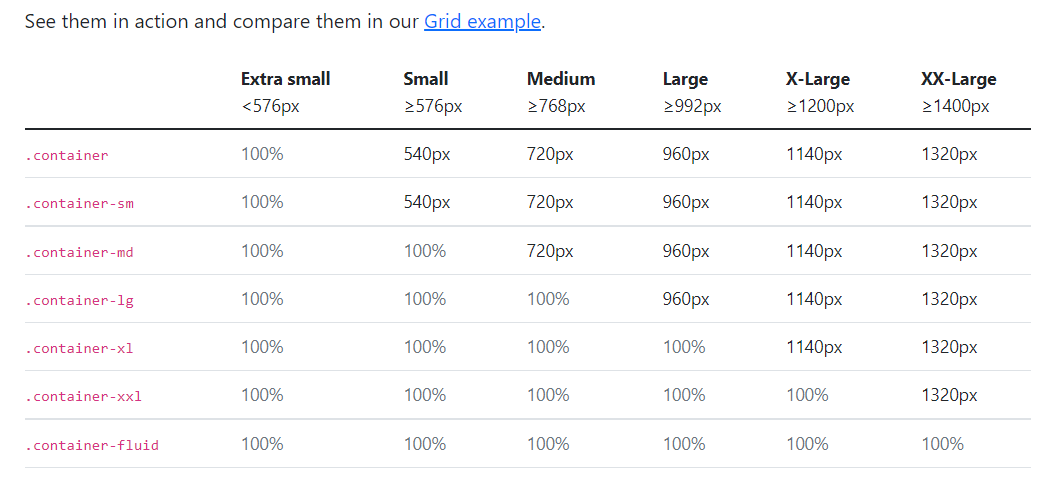 See them in action and compare them in our Grid example.
Extra small Small Medium Large X-Large XX-Large
<576px ≥576px ≥768px ≥992px ≥1200px ≥1400px
.container 100% 540px 720px 960px 1140px 1320px
.container-sm 100% 540px 720px 960px 1140px 1320px
.container-md 100% 100% 720px 960px 1140px 1320px
.container-lg 100% 100% 100% 960px 1140px 1320px
.container-xl 100% 100% 100% 100% 1140px 1320px
.container-xxl 100% 100% 100% 100% 100% 1320px
.container-fluid 100% 100% 100% 100% 100% 100%